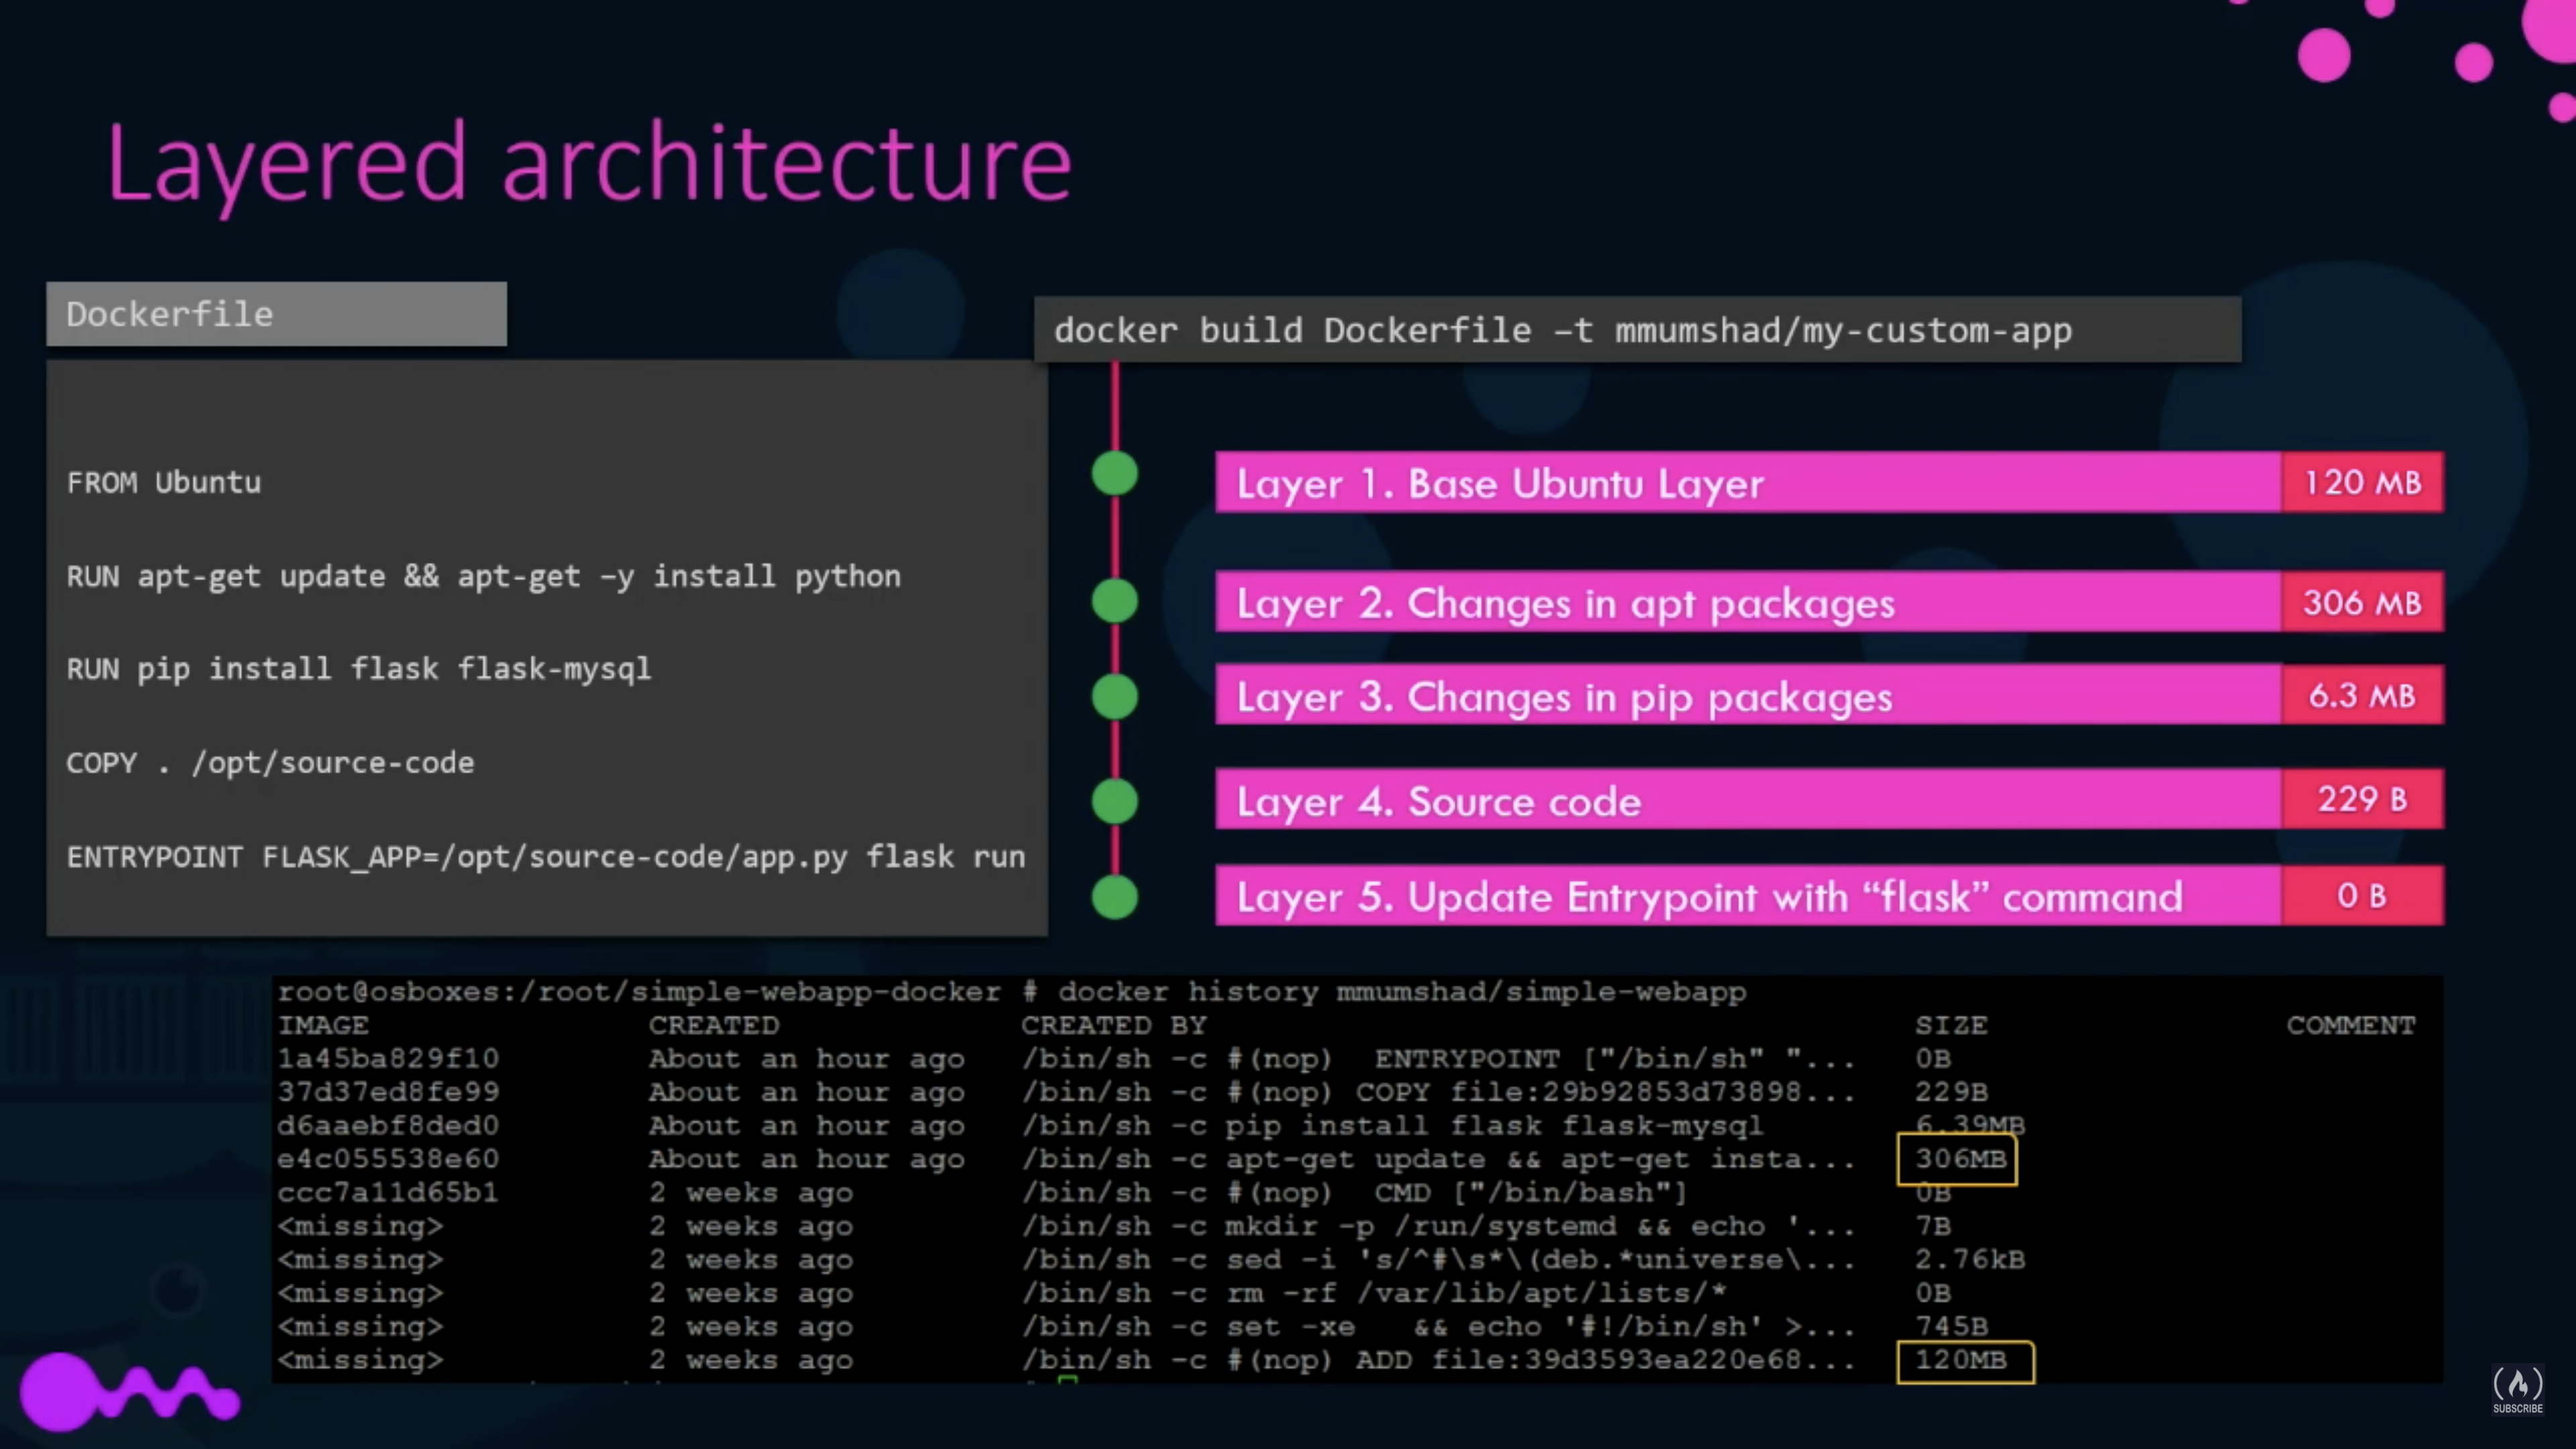 Layered architecture
Dockerfile
FROM Ubuntu
RUN apt-get update && apt-get –y install python
RUN pip install flask flask-mysql
COPY . /opt/source-code
ENTRYPOINT FLASK_APP=/opt/source-code/app.py flask run
docker build Dockerfile –t mmumshad/my-custom-app
Layer 1. Base Ubuntu Layer 120 MB
Layer 2. Changes in apt packages 306 MB
Layer 3. Changes in pip packages 6.3 MB
Layer 4. Source code 229 B
Layer 5. Update Entrypoint with “flask” command 0 B
root@osboxes:/root/simple-webapp-docker # docker history mmumshad/simple-webapp
IMAGE CREATED CREATED BY SIZE COMMENT
1a45ba829f10 About an hour ago /bin/sh -c #(nop) ENTRYPOINT ["/bin/sh" "... 0B
37d37ed8fe99 About an hour ago /bin/sh -c #(nop) COPY file:29b92853d73898... 229B
d6aaebf8ded0 About an hour ago /bin/sh -c pip install flask flask-mysql 6.39MB
e4c055538e60 About an hour ago /bin/sh -c apt-get update && apt-get insta... 306MB
ccc7a11d65b1 2 weeks ago /bin/sh -c #(nop) CMD ["/bin/bash"] 0B
<missing> 2 weeks ago /bin/sh -c mkdir -p /run/systemd && echo '... 7B
<missing> 2 weeks ago /bin/sh -c sed -i 's/^#\s*\(deb.*universe\... 2.76kB
<missing> 2 weeks ago /bin/sh -c rm -rf /var/lib/apt/lists/* 0B
<missing> 2 weeks ago /bin/sh -c set -xe && echo '#!/bin/sh' >... 745B
<missing> 2 weeks ago /bin/sh -c #(nop) ADD file:39d3593ea220e68... 120MB
SUBSCRIBE